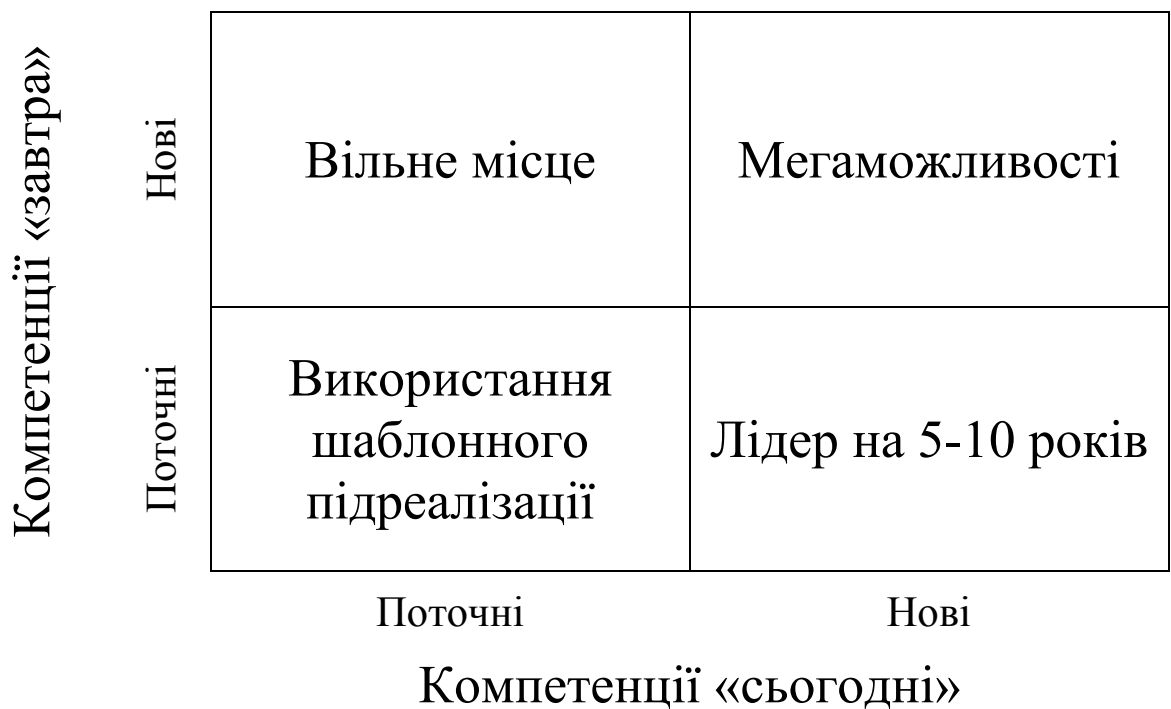 Компетенції «завтра»
Нові
Вільне місце
Мегаможливості
Поточні
Використання
шаблонного
підреалізації
Лідер на 5-10 років
Поточні
Нові
Компетенції «сьогодні»